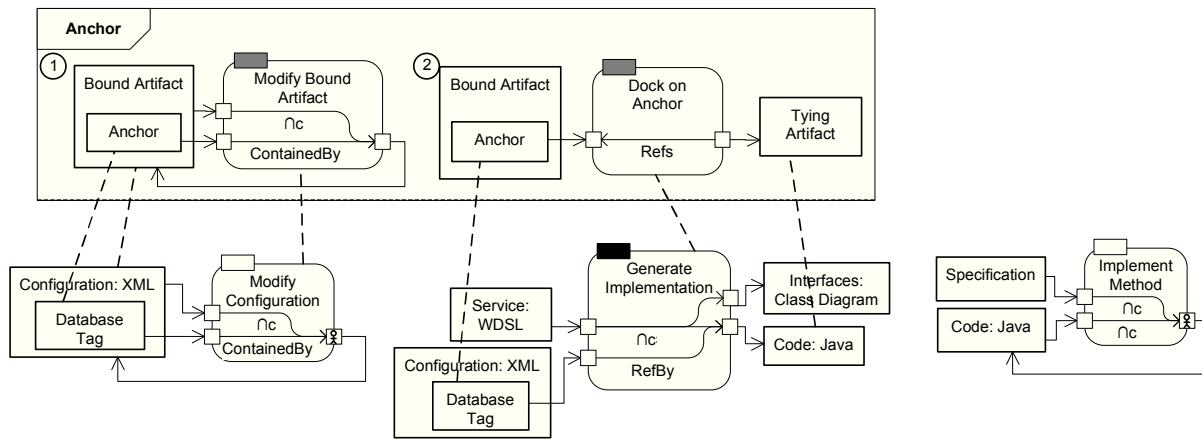 Anchor
1
Bound Artifact
Anchor
Modify Bound
Artifact
∩c
ContainedBy
2
Bound Artifact
Anchor
Dock on
Anchor
Refs
Tying
Artifact
Configuration: XML
Database
Tag
Modify
Configuration
∩c
ContainedBy
Service:
WDSL
Configuration: XML
Database
Tag
Generate
Implementation
∩c
RefBy
Interfaces:
Class Diagram
Code: Java
Specification
Code: Java
Implement
Method
∩c
∩c